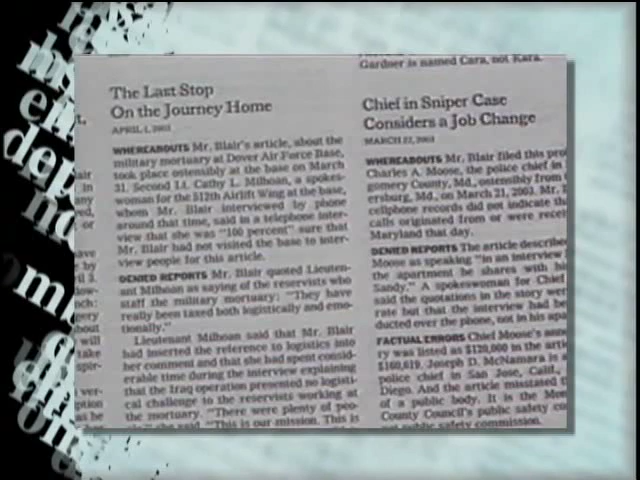 Gardner is named Cara, not Kara.
The Last Stop
On the Journey Home
APRIL 1, 2003
WHEREABOUTS Mr. Blair's article, about the
military mortuary at Dover Air Force Base,
took place ostensibly at the base on March
31. Second Lt. Cathy L. Milhoan, a spokes-
woman for the 512th Airlift Wing at the base,
whom Mr. Blair interviewed by phone
around that time, said in a telephone inter-
view that she was "100 percent" sure that
Mr. Blair had not visited the base to inter-
view people for this article.
DENIED REPORTS Mr. Blair quoted Lieuten-
ant Milhoan as saying of the reservists who
staff the military mortuary: "They have
really been taxed both logistically and emo-
tionally."
Lieutenant Milhoan said that Mr. Blair
had inserted the reference to logistics into
her comment and that she had spent consid-
erable time during the interview explaining
that the Iraq operation presented no logisti-
cal challenge to the reservists working at
the mortuary. "There were plenty of peo-
she said. "This is our mission. This is
Chief in Sniper Case
Considers a Job Change
MARCH 22, 2003
WHEREABOUTS Mr. Blair filed this pro
Charles A. Moose, the police chief in
gomery County, Md., ostensibly from
ersburg, Md., on March 21, 2003. Mr.
cellphone records did not indicate th
calls originated from or were recei
Maryland that day.
DENIED REPORTS The article describe
Moose as speaking "in an interview
the apartment he shares with hi
Sandy." A spokeswoman for Chief
said the quotations in the story wer
rate but that the interview had be
ducted over the phone, not in his apa
FACTUAL ERRORS Chief Moose's annu
ry was listed as $120,000 in the arti
$160,619. Joseph D. McNamara is a
police chief in San Jose, Calif.,
Diego. And the article misstated t
of a public body. It is the Mon
County Council's public safety co
not public safety commission.